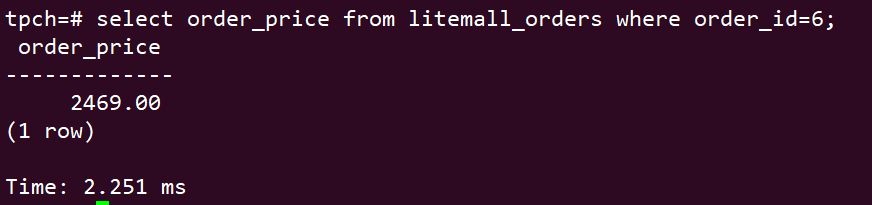 tpch=# select order_price from litemall_orders where order_id=6;
 order_price
-------------
     2469.00
(1 row)

Time: 2.251 ms